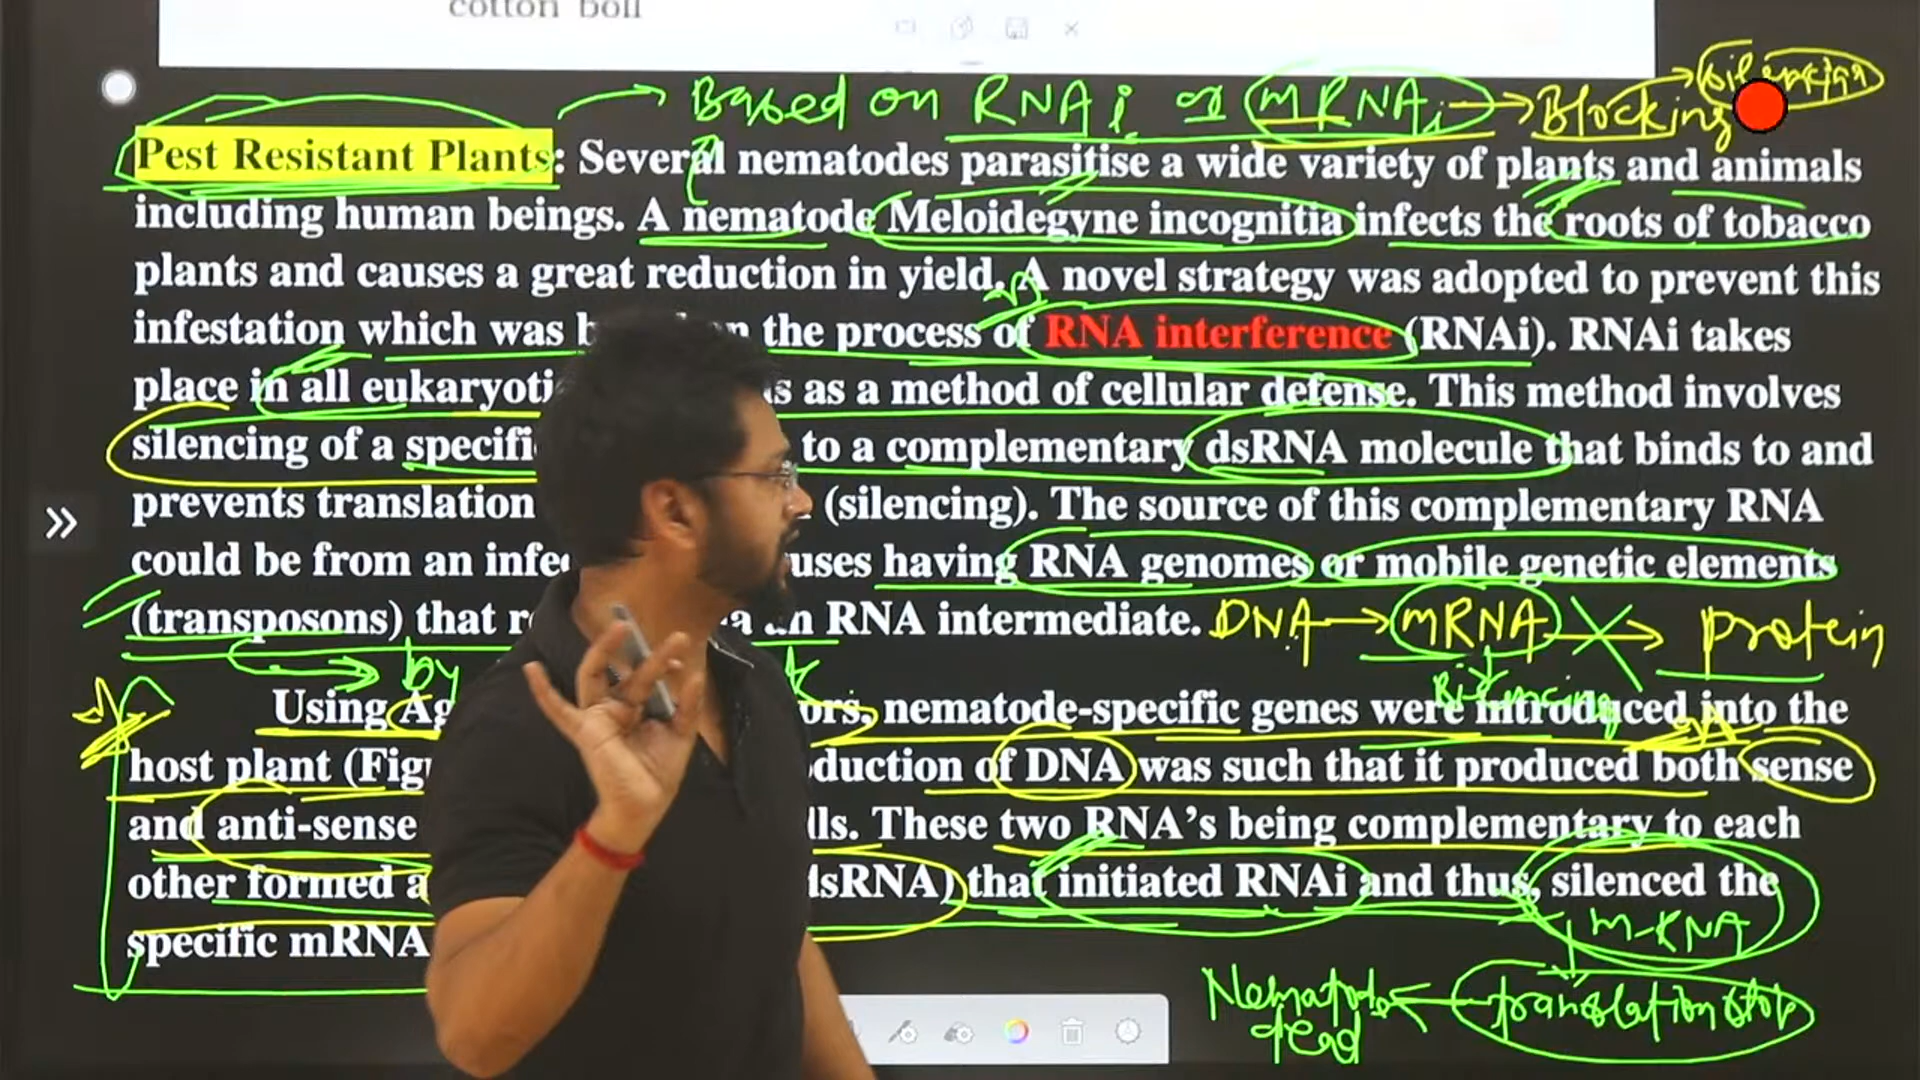 cotton boll
silencing
Based on RNAi or mRNAi → Blocking
Pest Resistant Plants: Several nematodes parasitise a wide variety of plants and animals
including human beings. A nematode Meloidegyne incognitia infects the roots of tobacco
plants and causes a great reduction in yield. A novel strategy was adopted to prevent this
infestation which was b n the process of RNA interference (RNAi). RNAi takes
place in all eukaryoti s as a method of cellular defense. This method involves
silencing of a specifi to a complementary dsRNA molecule that binds to and
prevents translation (silencing). The source of this complementary RNA
could be from an infec uses having RNA genomes or mobile genetic elements
(transposons) that r a an RNA intermediate. DNA → mRNA → protein
by
Using Ag ors, nematode-specific genes were introduced into the
host plant (Figu oduction of DNA was such that it produced both sense
and anti-sense lls. These two RNA's being complementary to each
other formed a dsRNA) that initiated RNAi and thus, silenced the
specific mRNA m-RNA
Nematode ← translation stop
dead